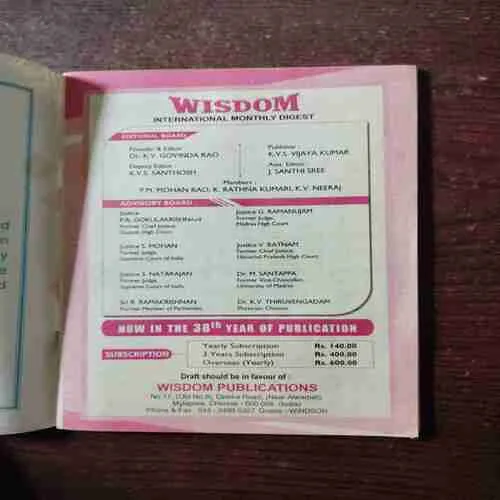 WISDOM
INTERNATIONAL MONTHLY DIGEST
EDITORIAL BOARD
Founder & Editor :
Dr. K.V. GOVINDA RAO
Publisher :
K.V.S. VIJAYA KUMAR
Deputy Editor :
K.V.S. SANTHOSH
Asst. Editor :
J. SANTHI SREE
Members :
P.M. MOHAN RAO, K. RATHNA KUMARI, K.V. NEERAJ
ADVISORY BOARD
Justice
P.R. GOKULAKRISHNAN
Former Chief Justice,
Gujarat High Court
Justice G. RAMANUJAM
Former Judge,
Madras High Court
Justice S. MOHAN
Former Judge,
Supreme Court of India
Justice V. RATNAM
Former Chief Justice,
Himachal Pradesh High Court
Justice S. NATARAJAN
Former Judge,
Supreme Court of India
Dr. M. SANTAPPA
Former Vice-Chancellor,
University of Madras
Sri R. RAMAKRISHNAN
Former Member of Parliament
Dr. K.V. THIRUVENGADAM
Physician, Chennai
NOW IN THE 38th YEAR OF PUBLICATION
SUBSCRIPTION
Yearly Subscription Rs. 140.00
3 Years Subscription Rs. 400.00
Overseas (Yearly) Rs. 600.00
Draft should be in favour of :
WISDOM PUBLICATIONS
Mylapore, Chennai - 600 004. (India)
Phone & Fax : 044 -